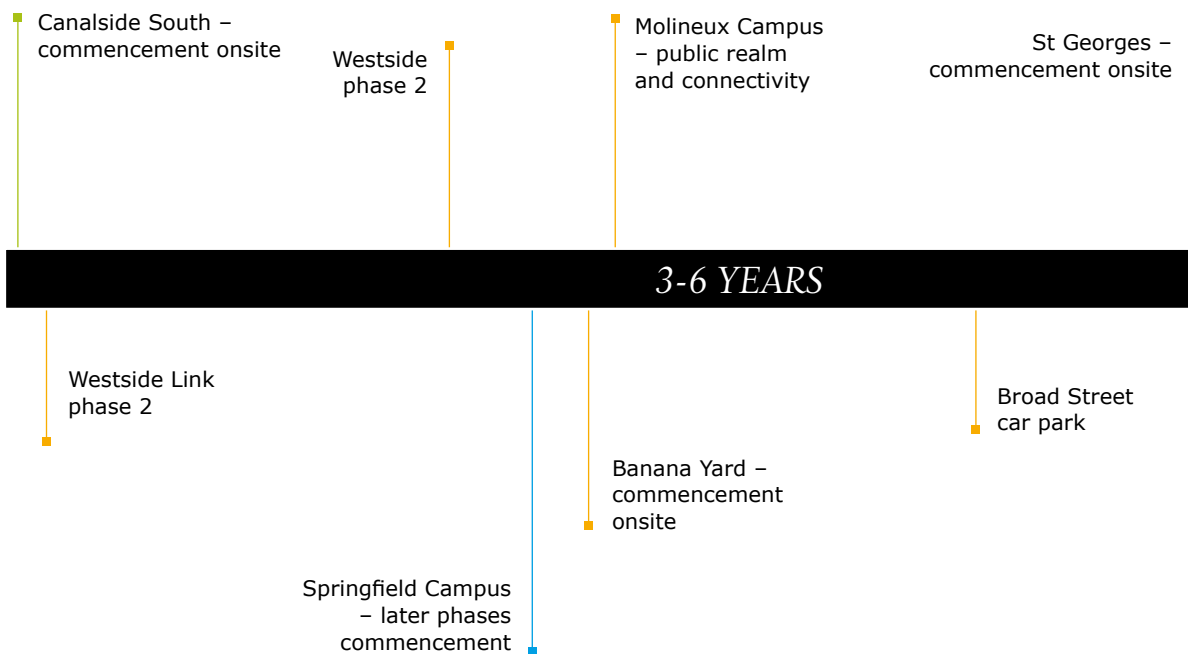 Canalside South –
commencement onsite
Westside
phase 2
Molineux Campus
– public realm
and connectivity
St Georges –
commencement onsite
3-6 YEARS
Westside Link
phase 2
Broad Street
car park
Banana Yard –
commencement
onsite
Springfield Campus
– later phases
commencement